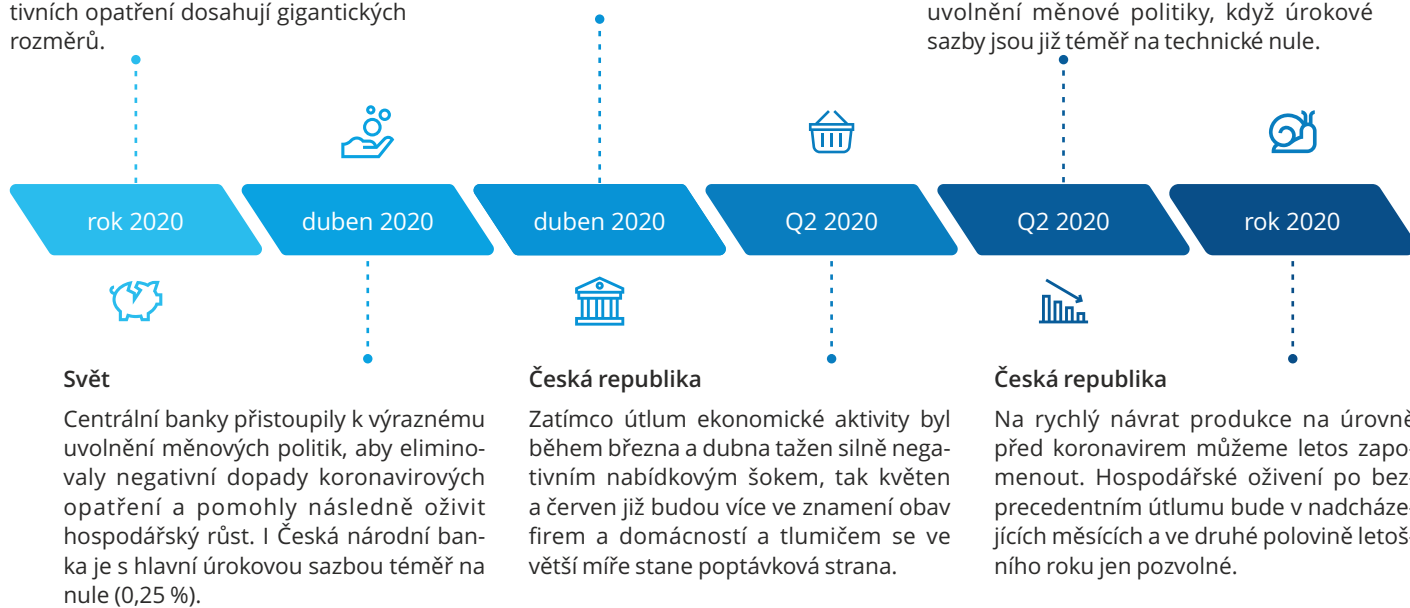 tivních opatření dosahují gigantických
rozměrů.
uvolnění měnové politiky, když úrokové
sazby jsou již téměř na technické nule.
rok 2020
duben 2020
duben 2020
Q2 2020
Q2 2020
rok 2020
Svět
Centrální banky přistoupily k výraznému
uvolnění měnových politik, aby elimino-
valy negativní dopady koronavirových
opatření a pomohly následně oživit
hospodářský růst. I Česká národní ban-
ka je s hlavní úrokovou sazbou téměř na
nule (0,25 %).
Česká republika
Zatímco útlum ekonomické aktivity byl
během března a dubna tažen silně nega-
tivním nabídkovým šokem, tak květen
a červen již budou více ve znamení obav
firem a domácností a tlumičem se ve
větší míře stane poptávková strana.
Česká republika
Na rychlý návrat produkce na úrovně
před koronavirem můžeme letos zapo-
menout. Hospodářské oživení po bez-
precedentním útlumu bude v nadcháze-
jících měsících a ve druhé polovině letoš-
ního roku jen pozvolné.